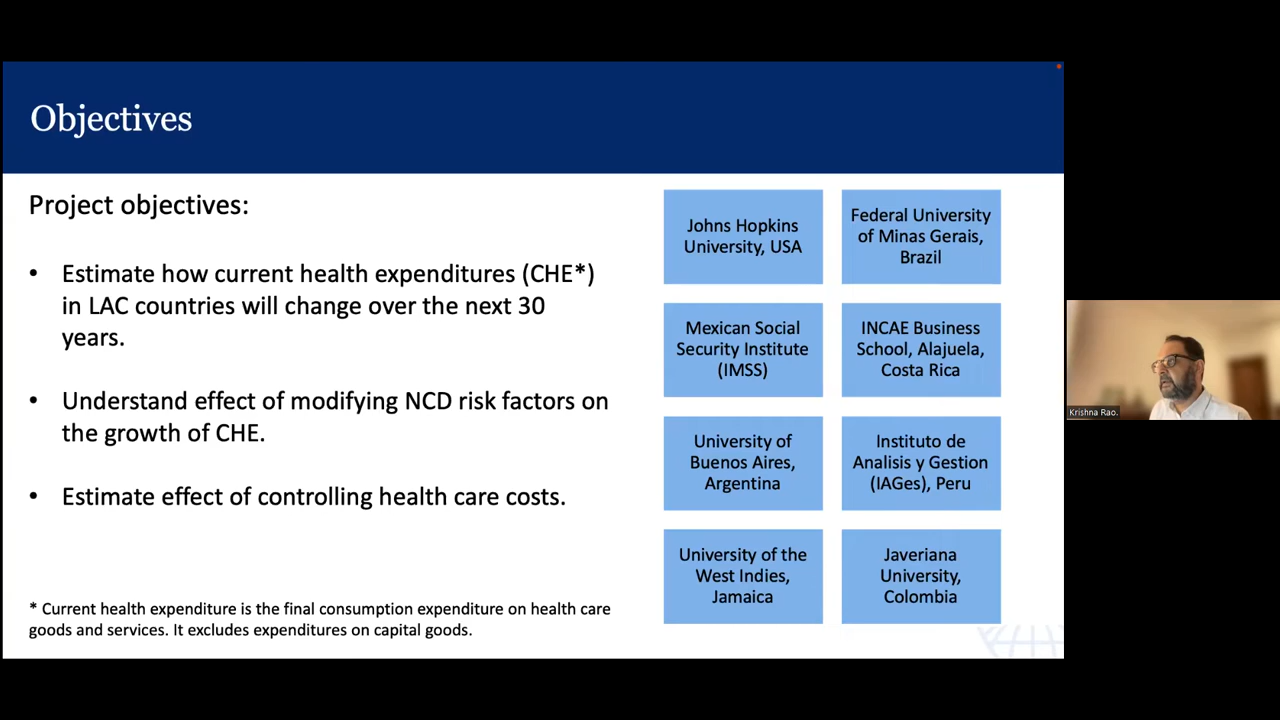 Objectives
Project objectives:
• Estimate how current health expenditures (CHE*)
in LAC countries will change over the next 30
years.
• Understand effect of modifying NCD risk factors on
the growth of CHE.
• Estimate effect of controlling health care costs.
* Current health expenditure is the final consumption expenditure on health care
goods and services. It excludes expenditures on capital goods.
Johns Hopkins
University, USA
Federal University
of Minas Gerais,
Brazil
Mexican Social
Security Institute
(IMSS)
INCAE Business
School, Alajuela,
Costa Rica
University of
Buenos Aires,
Argentina
Instituto de
Analisis y Gestion
(IAGes), Peru
University of the
West Indies,
Jamaica
Javeriana
University,
Colombia
Krishna Rao.